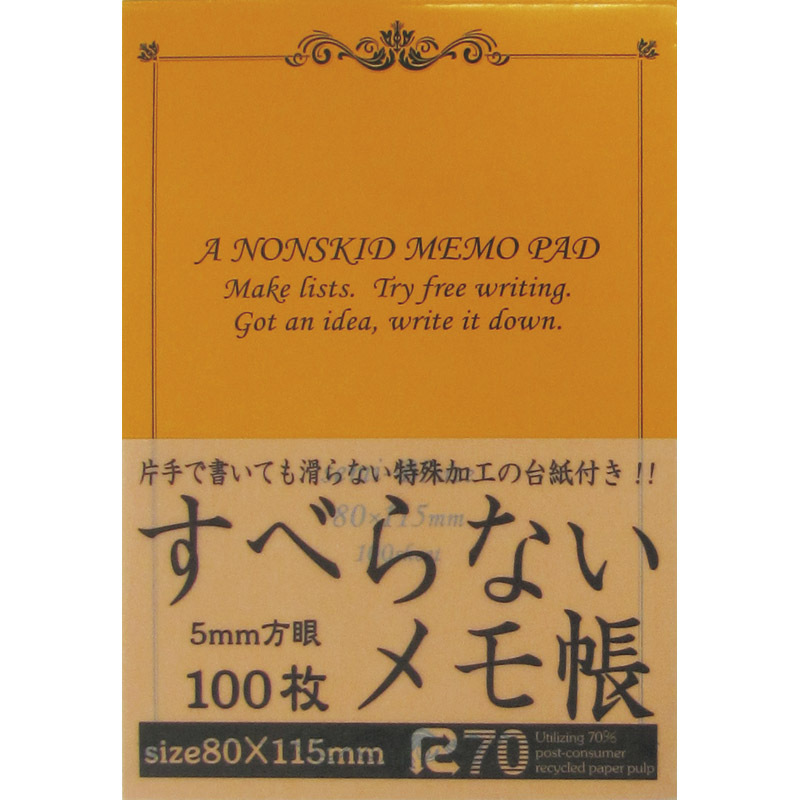 A NONSKID MEMO PAD
Make lists. Try free writing.
Got an idea, write it down.
片手で書いても滑らない特殊加工の台紙付き!!
80×115mm
すべらない
5mm方眼
100枚
メモ帳
size80X115mm
R70
Utilizing 70%
post-consumer
recycled paper pulp